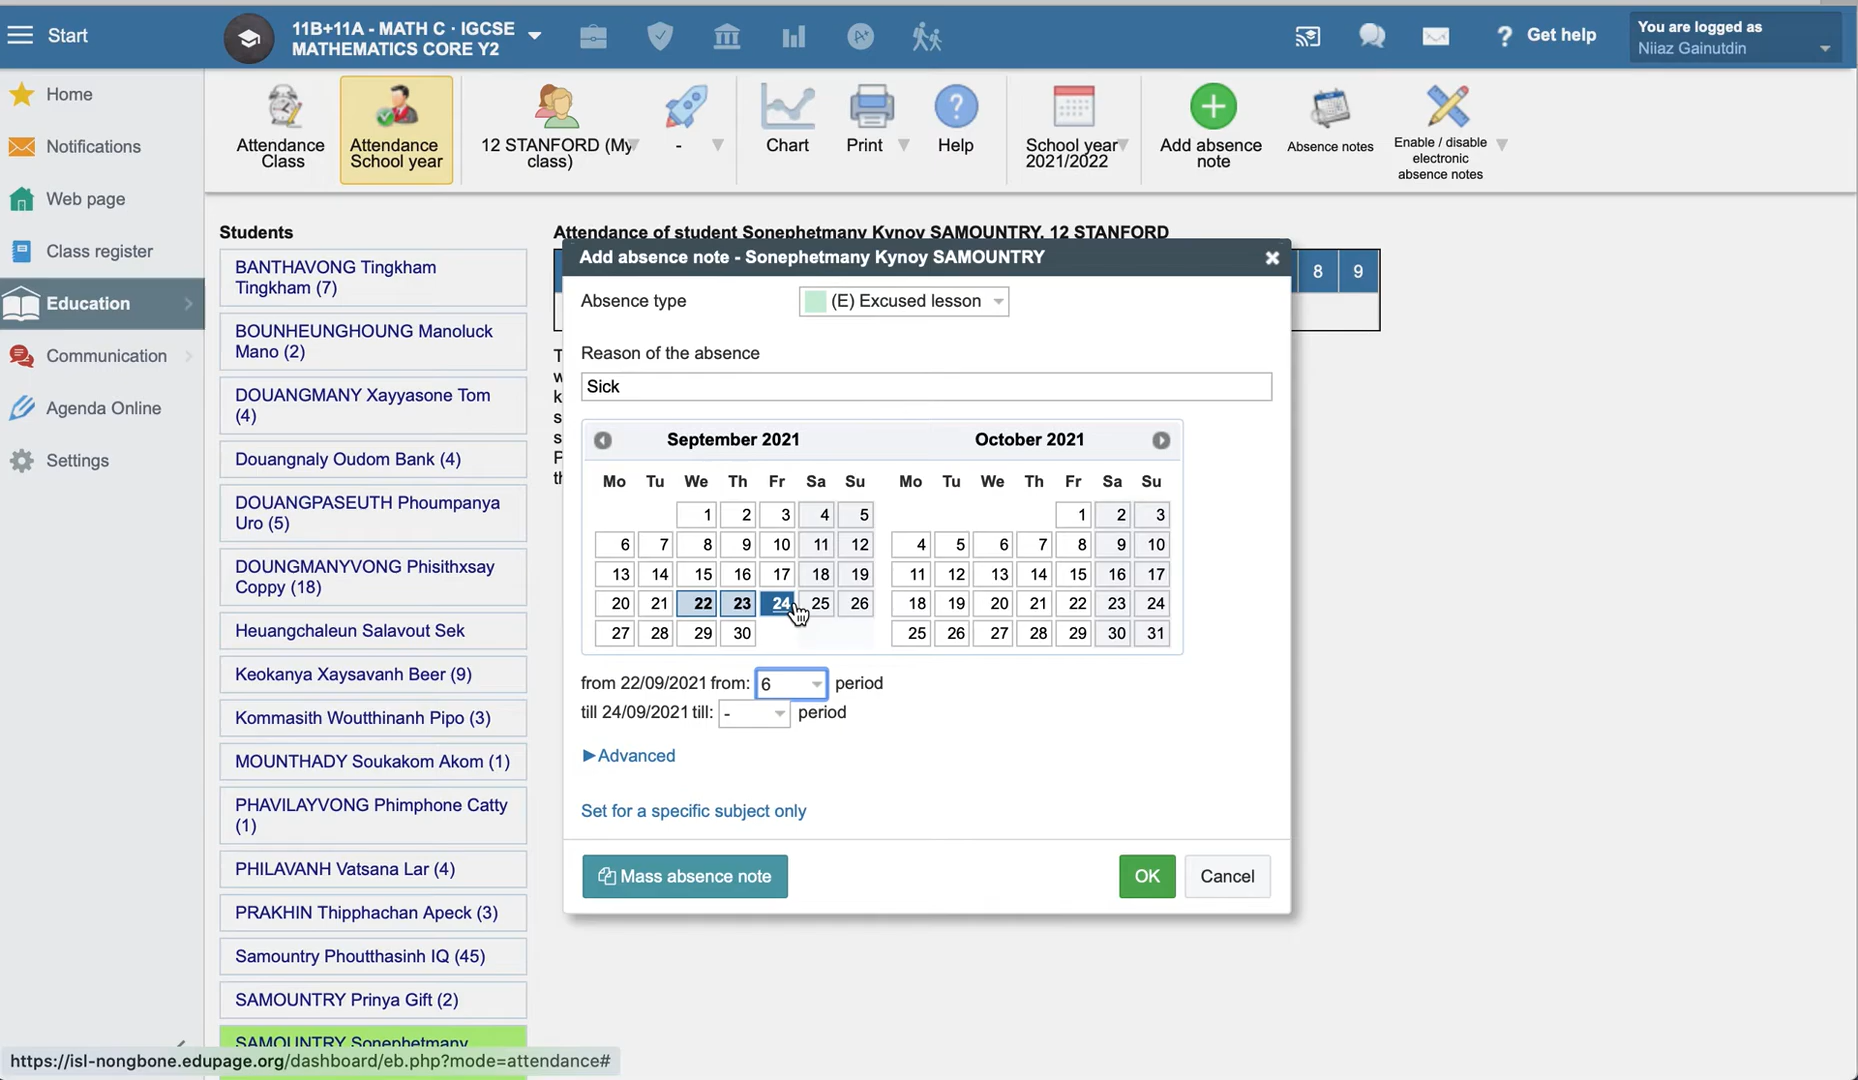 Start
11B+11A - MATH C · IGCSE
MATHEMATICS CORE Y2
A+
? Get help
You are logged as
Niiaz Gainutdin
Home
Notifications
Web page
Class register
Education
Communication
Agenda Online
Settings
Attendance
Class
Attendance
School year
12 STANFORD (My
class)
-
Chart
Print
?
Help
School year
2021/2022
Add absence
note
Absence notes
Enable / disable
electronic
absence notes
Students
BANTHAVONG Tingkham
Tingkham (7)
BOUNHEUNGHOUNG Manoluck
Mano (2)
DOUANGMANY Xayyasone Tom
(4)
Douangnaly Oudom Bank (4)
DOUANGPASEUTH Phoumpanya
Uro (5)
DOUNGMANYVONG Phisithxsay
Coppy (18)
Heuangchaleun Salavout Sek
Keokanya Xaysavanh Beer (9)
Kommasith Woutthinanh Pipo (3)
MOUNTHADY Soukakom Akom (1)
PHAVILAYVONG Phimphone Catty
(1)
PHILAVANH Vatsana Lar (4)
PRAKHIN Thipphachan Apeck (3)
Samountry Phoutthasinh IQ (45)
SAMOUNTRY Prinya Gift (2)
SAMOUNTRY Sonephetmany
Attendance of student Sonephetmany Kynoy SAMOUNTRY, 12 STANFORD
8 9
Add absence note - Sonephetmany Kynoy SAMOUNTRY
Absence type
(E) Excused lesson
Reason of the absence
Sick
September 2021
October 2021
Mo Tu We Th Fr Sa Su
Mo Tu We Th Fr Sa Su
1 2 3 4 5
1 2 3
6 7 8 9 10 11 12
4 5 6 7 8 9 10
13 14 15 16 17 18 19
11 12 13 14 15 16 17
20 21 22 23 24 25 26
18 19 20 21 22 23 24
27 28 29 30
25 26 27 28 29 30 31
from 22/09/2021 from: 6 period
till 24/09/2021 till: - period
Advanced
Set for a specific subject only
Mass absence note
OK
Cancel
https://isl-nongbone.edupage.org/dashboard/eb.php?mode=attendance#